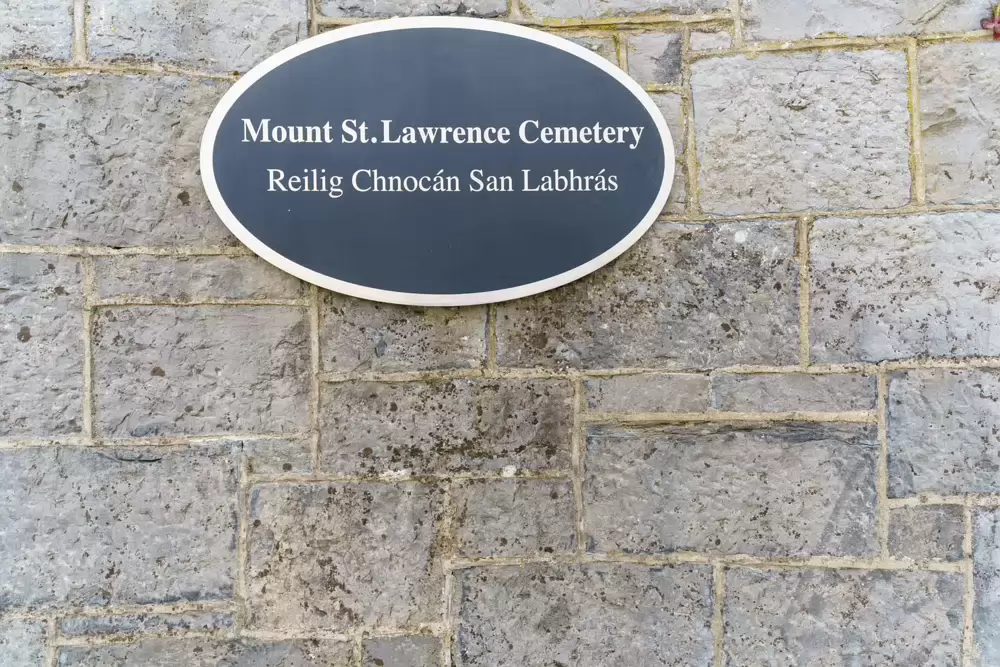 Mount St. Lawrence Cemetery
Reilig Chnocán San Labhrás